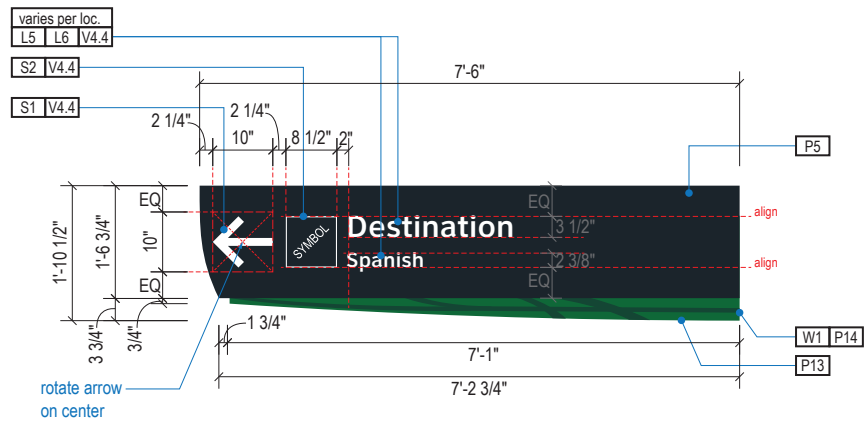 varies per loc.
L5 L6 V4.4
S2 V4.4
S1 V4.4
7'-6"
2 1/4"
10"
2 1/4"
8 1/2"
2"
P5
EQ
10"
EQ
1'-6 3/4"
1'-10 1/2"
3 3/4"
3/4"
SYMBOL
Destination
Spanish
EQ
3 1/2"
2 3/8"
EQ
align
align
W1 P14
P13
1 3/4"
7'-1"
7'-2 3/4"
rotate arrow
on center